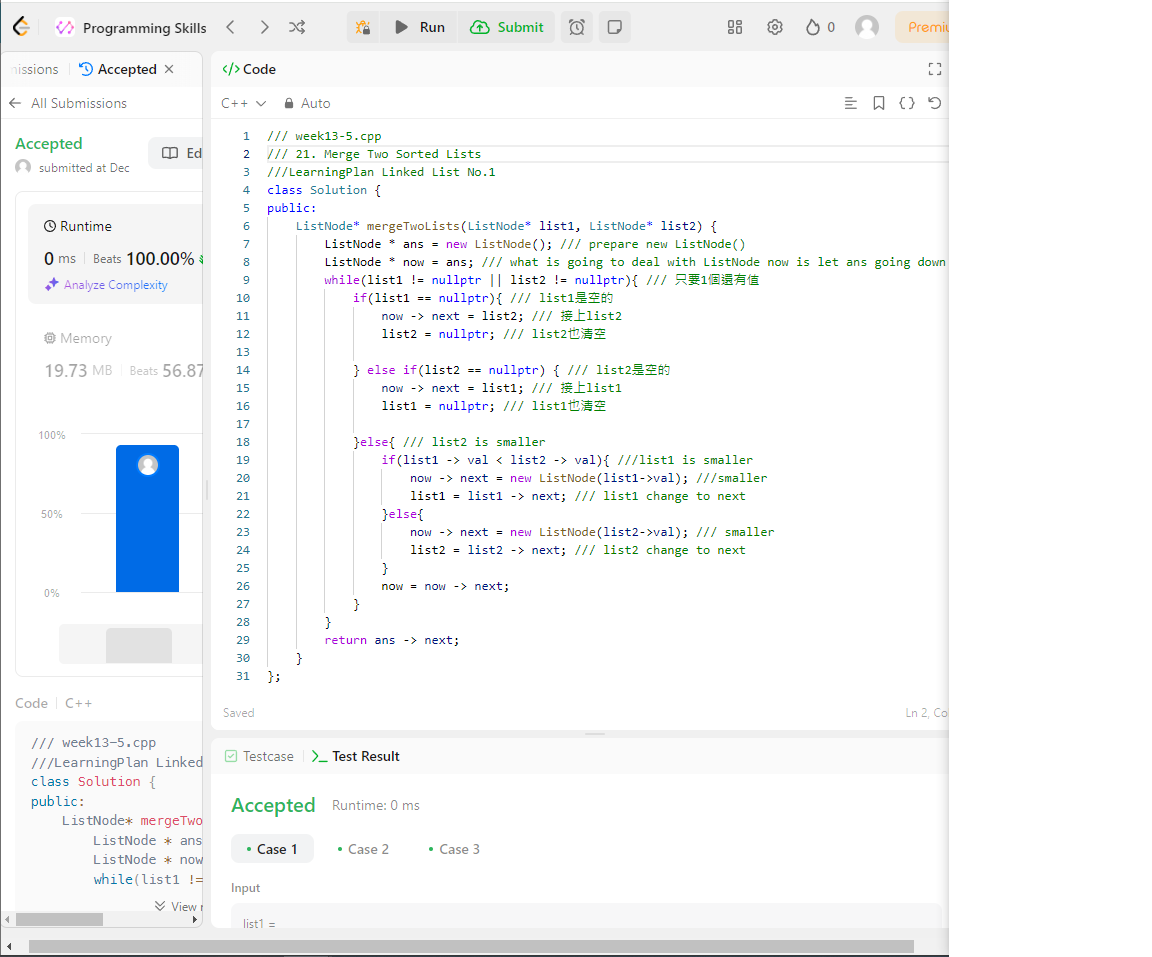 Programming Skills
Run
Submit
0
Premiu
nissions
Accepted
All Submissions
Accepted
submitted at Dec
Ed
Runtime
0 ms
Beats 100.00%
Analyze Complexity
Memory
19.73 MB
Beats 56.87
100%
50%
0%
Code
C++
/// week13-5.cpp
///LearningPlan Linked
class Solution {
public:
ListNode* mergeTwo
ListNode * ans
ListNode * now
while(list1 !=
View r
Code
C++
Auto
1 /// week13-5.cpp
2 /// 21. Merge Two Sorted Lists
3 ///LearningPlan Linked List No.1
4 class Solution {
5 public:
6 ListNode* mergeTwoLists(ListNode* list1, ListNode* list2) {
7 ListNode * ans = new ListNode(); /// prepare new ListNode()
8 ListNode * now = ans; /// what is going to deal with ListNode now is let ans going down
9 while(list1 != nullptr || list2 != nullptr){ /// 只要1個還有值
10 if(list1 == nullptr){ /// list1是空的
11 now -> next = list2; /// 接上list2
12 list2 = nullptr; /// list2也清空
13
14 } else if(list2 == nullptr) { /// list2是空的
15 now -> next = list1; /// 接上list1
16 list1 = nullptr; /// list1也清空
17
18 }else{ /// list2 is smaller
19 if(list1 -> val < list2 -> val){ ///list1 is smaller
20 now -> next = new ListNode(list1->val); ///smaller
21 list1 = list1 -> next; /// list1 change to next
22 }else{
23 now -> next = new ListNode(list2->val); /// smaller
24 list2 = list2 -> next; /// list2 change to next
25 }
26 now = now -> next;
27 }
28 }
29 return ans -> next;
30 }
31 };
Saved
Ln 2, Co
Testcase
Test Result
Accepted
Runtime: 0 ms
Case 1
Case 2
Case 3
Input
list1 =